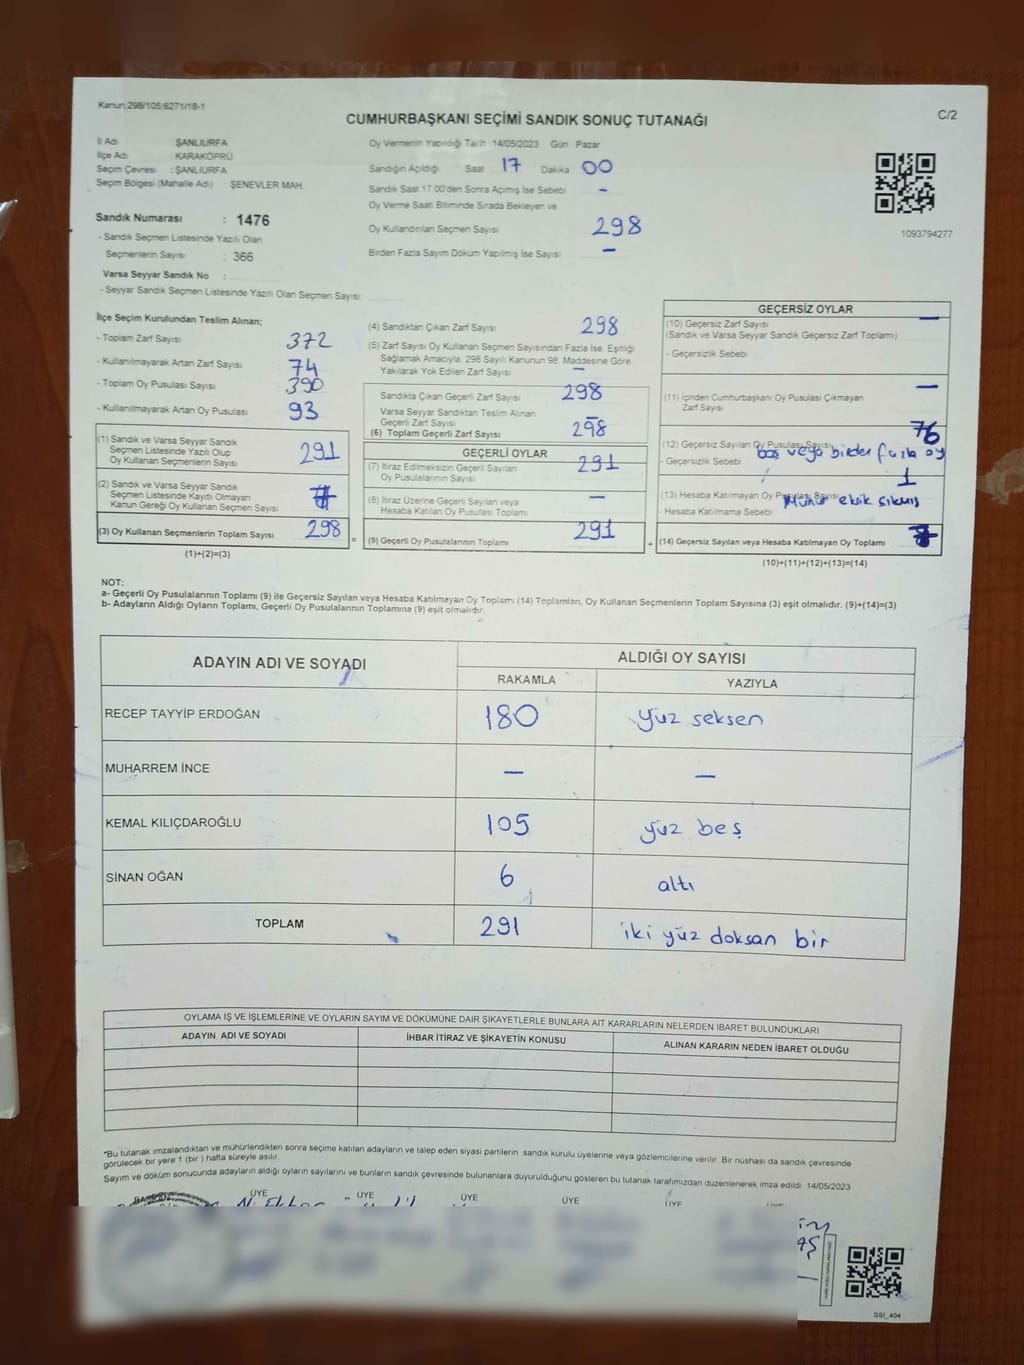 Kanun:298/105;6271/18-1
C/2
CUMHURBAŞKANI SEÇİMİ SANDIK SONUÇ TUTANAĞI
İl Adı : ŞANLIURFA
İlçe Adı : KARAKÖPRÜ
Seçim Çevresi : ŞANLIURFA
Seçim Bölgesi (Mahalle Adı) : ŞENEVLER MAH.
Sandık Numarası : 1476
- Sandık Seçmen Listesinde Yazılı Olan
Seçmenlerin Sayısı : 366
Varsa Seyyar Sandık No :
- Seyyar Sandık Seçmen Listesinde Yazılı Olan Seçmen Sayısı:
Oy Vermenin Yapıldığı Tarih 14/05/2023 Gün Pazar
Sandığın Açıldığı Saat 17 Dakika 00
Sandık Saat 17:00'den Sonra Açımış İse Sebebi -
Oy Verme Saati Bitiminde Sırada Bekleyen ve
Oy Kullandırılan Seçmen Sayısı 298
Birden Fazla Sayım Döküm Yapılmış İse Sayısı -
1093794277
İlçe Seçim Kurulundan Teslim Alınan;
- Toplam Zarf Sayısı 372
- Kullanılmayarak Artan Zarf Sayısı 74
- Toplam Oy Pusulası Sayısı 390
- Kullanılmayarak Artan Oy Pusulası 93
(1) Sandık ve Varsa Seyyar Sandık
Seçmen Listesinde Yazılı Olup
Oy Kullanan Seçmenlerin Sayısı 291
(2) Sandık ve Varsa Seyyar Sandık
Seçmen Listesinde Kayıtlı Olmayan
Kanun Gereği Oy Kullanan Seçmen Sayısı 7
(3) Oy Kullanan Seçmenlerin Toplam Sayısı 298
(1)+(2)=(3)
(4) Sandıktan Çıkan Zarf Sayısı 298
(5) Zarf Sayısı Oy Kullanan Seçmen Sayısından Fazla İse, Eşitliği
Sağlamak Amacıyla, 298 Sayılı Kanunun 98. Maddesine Göre
Yakılarak Yok Edilen Zarf Sayısı -
Sandıkta Çıkan Geçerli Zarf Sayısı 298
Varsa Seyyar Sandıktan Teslim Alınan
Geçerli Zarf Sayısı -
(6) Toplam Geçerli Zarf Sayısı 298
GEÇERLİ OYLAR
(7) İtiraz Edilmeksizin Geçerli Sayılan
Oy Pusulalarının Sayısı 291
(8) İtiraz Üzerine Geçerli Sayılan veya
Hesaba Katılan Oy Pusulası Toplamı -
= (9) Geçerli Oy Pusulalarının Toplamı 291 +
GEÇERSİZ OYLAR
(10) Geçersiz Zarf Sayısı -
(Sandık ve Varsa Seyyar Sandık Geçersiz Zarf Toplamı)
- Geçersizlik Sebebi
(11) İçinden Cumhurbaşkanı Oy Pusulası Çıkmayan
Zarf Sayısı -
(12) Geçersiz Sayılan Oy Pusulası Sayısı
- Geçersizlik Sebebi boş veya birden fazla oy
(13) Hesaba Katılmayan Oy Pusulası Sayısı 1
- Hesaba Katılmama Sebebi Mühür eksik çıkmış
(14) Geçersiz Sayılan veya Hesaba Katılmayan Oy Toplamı 7
(10)+(11)+(12)+(13)=(14)
NOT:
a- Geçerli Oy Pusulalarının Toplamı (9) ile Geçersiz Sayılan veya Hesaba Katılmayan Oy Toplamı (14) Toplamları, Oy Kullanan Seçmenlerin Toplam Sayısına (3) eşit olmalıdır. (9)+(14)=(3)
b- Adayların Aldığı Oyların Toplamı, Geçerli Oy Pusulalarının Toplamına (9) eşit olmalıdır.
ADAYIN ADI VE SOYADI
ALDIĞI OY SAYISI
RAKAMLA YAZIYLA
RECEP TAYYİP ERDOĞAN 180 yüz seksen
MUHARREM İNCE - -
KEMAL KILIÇDAROĞLU 105 yüz beş
SİNAN OĞAN 6 altı
TOPLAM 291 iki yüz doksan bir
OYLAMA İŞ VE İŞLEMLERİNE VE OYLARIN SAYIM VE DÖKÜMÜNE DAİR ŞİKAYETLERLE BUNLARA AİT KARARLARIN NELERDEN İBARET BULUNDUKLARI
ADAYIN ADI VE SOYADI İHBAR İTİRAZ VE ŞİKAYETİN KONUSU ALINAN KARARIN NEDEN İBARET OLDUĞU
*Bu tutanak imzalandıktan ve mühürlendikten sonra seçime katılan adayların ve talep eden siyasi partilerin sandık kurulu üyelerine veya gözlemcilerine verilir. Bir nüshası da sandık çevresinde
görülecek bir yere 1 (bir ) hafta süreyle asılır.
Sayım ve döküm sonucunda adayların aldığı oyların sayılarını ve bunların sandık çevresinde bulunanlara duyurulduğunu gösteren bu tutanak tarafımızdan düzenlenerek imza edildi. 14/05/2023
BAŞKAN ÜYE ÜYE ÜYE ÜYE ÜYE
SSI_404